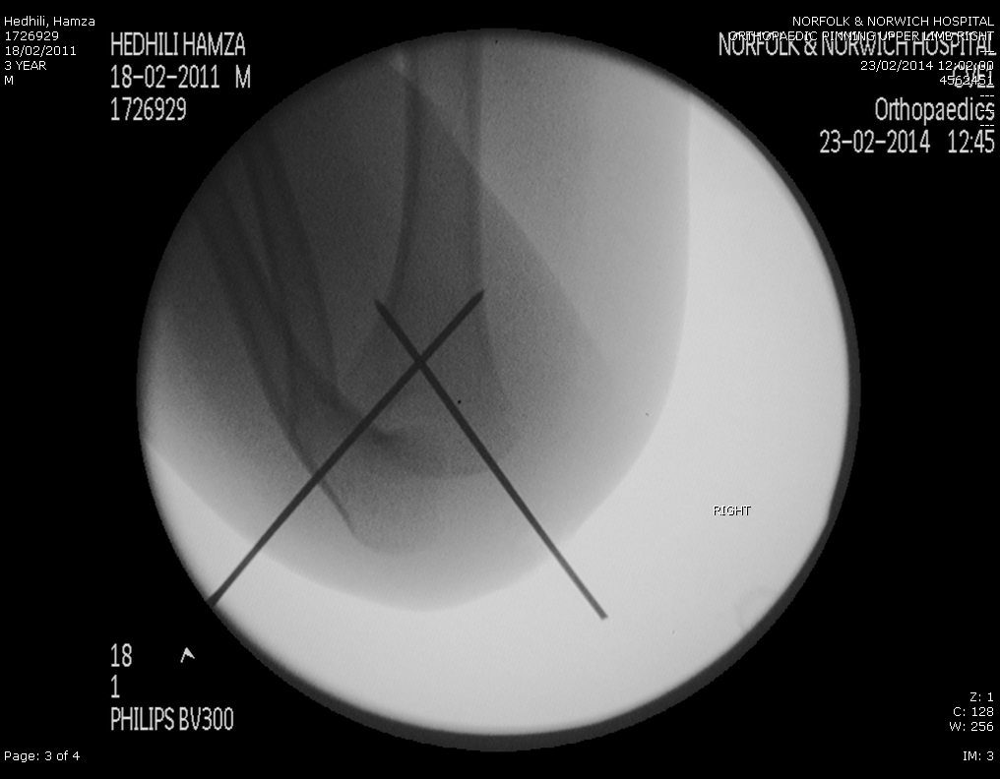 Hedhili, Hamza
1726929
18/02/2011
3 YEAR
M
HEDHILI HAMZA
18-02-2011 M
1726929
NORFOLK & NORWICH HOSPITAL
ORTHOPAEDIC PINNING UPPER LIMB RIGHT
NORFOLK & NORWICH HOSPITAL
23/02/2014 12:02:00
4562451
---
---
---
Orthopaedics
23-02-2014 12:45
RIGHT
18
1
PHILIPS BV300
Page: 3 of 4
Z: 1
C: 128
W: 256
IM: 3